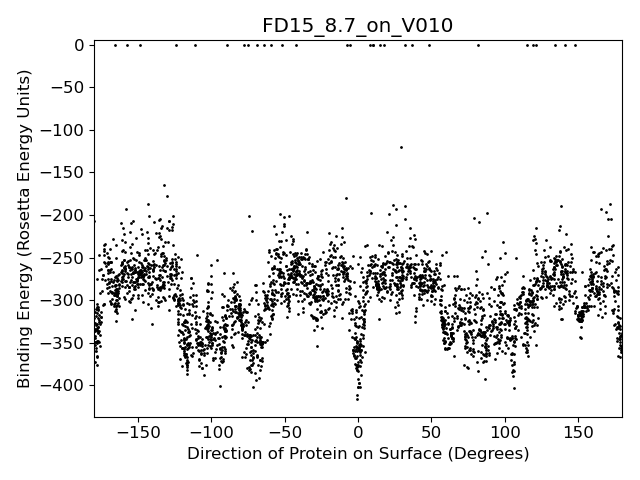 FD15_8.7_on_V010
Binding Energy (Rosetta Energy Units)
0
−50
−100
−150
−200
−250
−300
−350
−400
−150 −100 −50 0 50 100 150
Direction of Protein on Surface (Degrees)